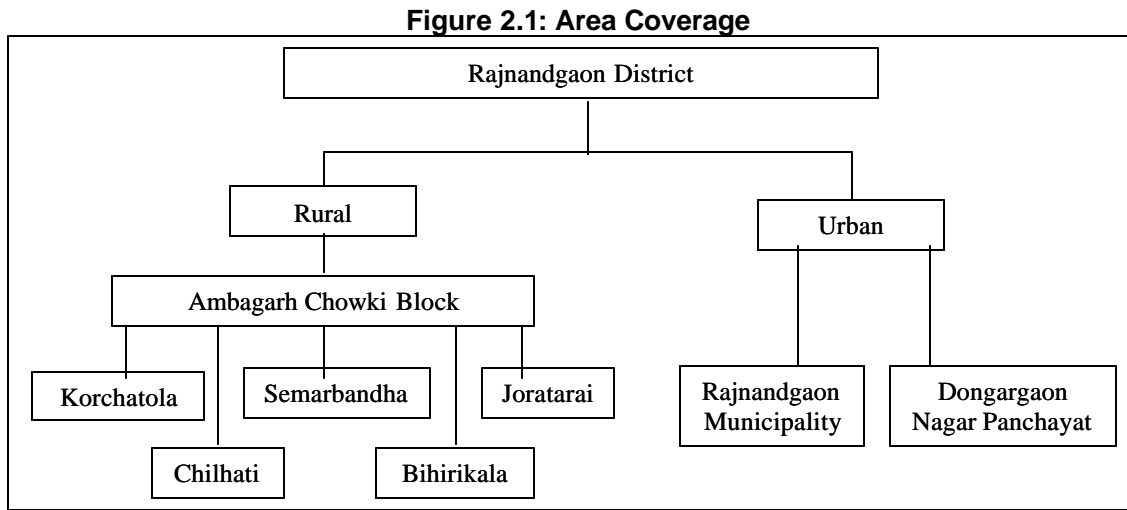 Figure 2.1: Area Coverage
Rajnandgaon District
Rural
Urban
Ambagarh Chowki Block
Korchatola
Semarbandha
Joratarai
Chilhati
Bihirikala
Rajnandgaon
Municipality
Dongargaon
Nagar Panchayat